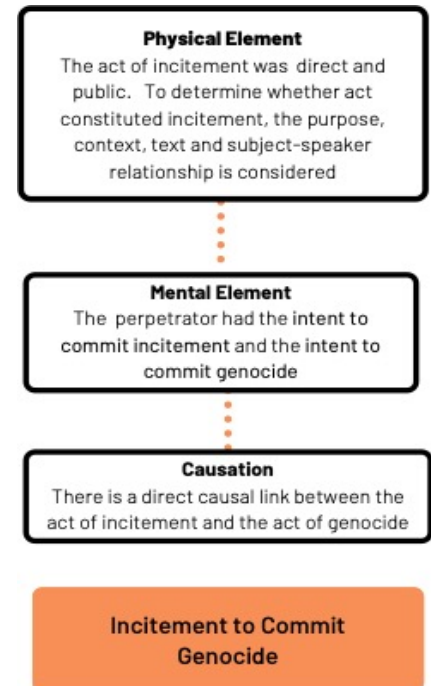 Physical Element
The act of incitement was direct and
public. To determine whether act
constituted incitement, the purpose,
context, text and subject-speaker
relationship is considered
Mental Element
The perpetrator had the intent to
commit incitement and the intent to
commit genocide
Causation
There is a direct causal link between the
act of incitement and the act of genocide
Incitement to Commit
Genocide